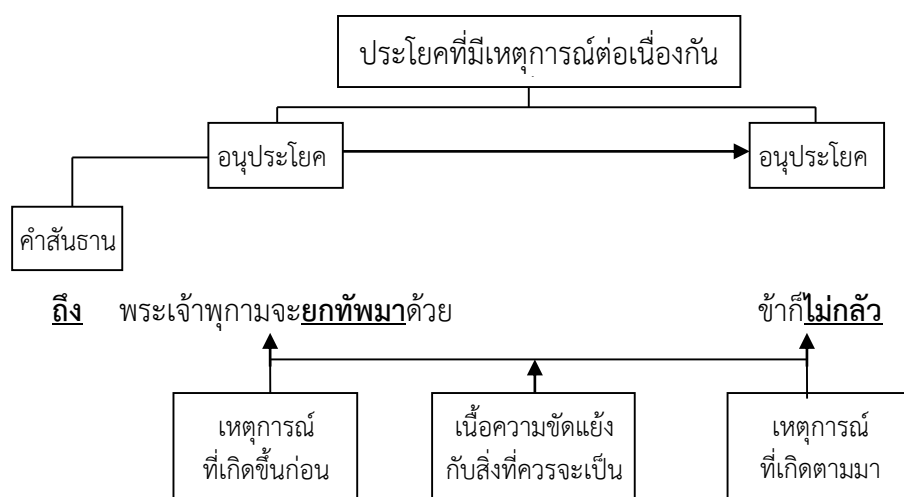 ประโยคที่มีเหตุการณ์ต่อเนื่องกัน
อนุประโยค อนุประโยค
คำสันธาน
ถึง พระเจ้าพุกามจะยกทัพมาด้วย ข้าก็ไม่กลัว
เหตุการณ์ เนื้อความขัดแย้ง เหตุการณ์
ที่เกิดขึ้นก่อน กับสิ่งที่ควรจะเป็น ที่เกิดตามมา